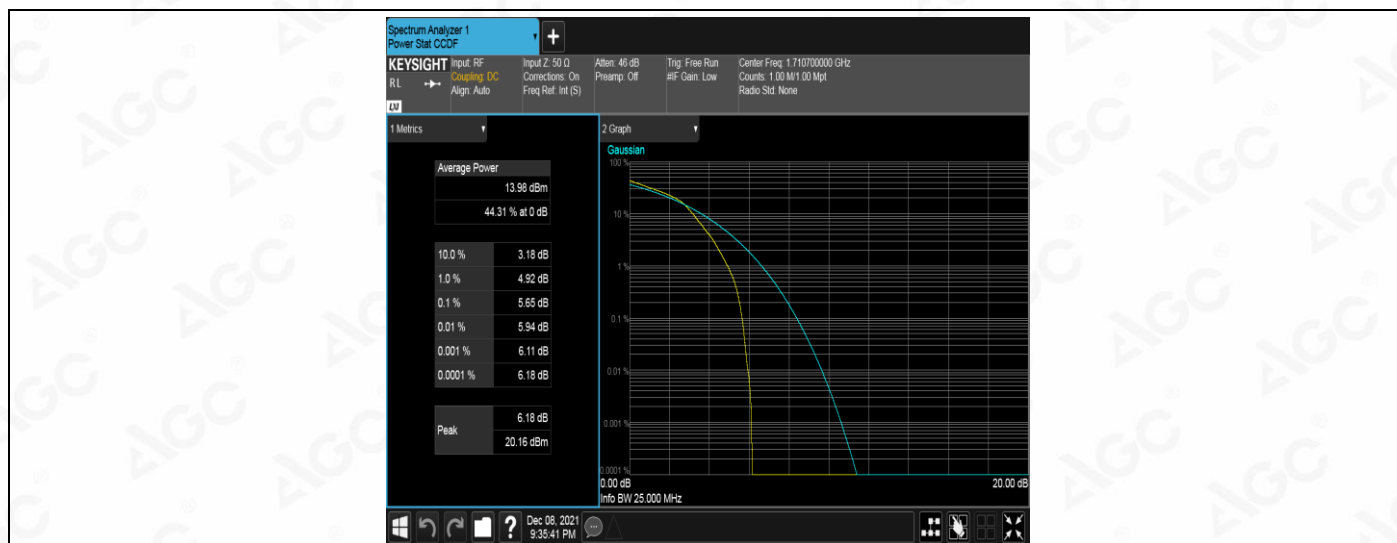 Spectrum Analyzer 1
Power Stat CCDF
KEYSIGHT
RL
LXI
Input: RF
Coupling: DC
Align: Auto
Input Z: 50 Ω
Corrections: On
Freq Ref: Int (S)
Atten: 46 dB
Preamp: Off
Trig: Free Run
#IF Gain: Low
Center Freq: 1.710700000 GHz
Counts: 1.00 M/1.00 Mpt
Radio Std: None
1 Metrics
Average Power
13.98 dBm
44.31 % at 0 dB
10.0 % 3.18 dB
1.0 % 4.92 dB
0.1 % 5.65 dB
0.01 % 5.94 dB
0.001 % 6.11 dB
0.0001 % 6.18 dB
Peak
6.18 dB
20.16 dBm
2 Graph
Gaussian
100 %
10 %
1 %
0.1 %
0.01 %
0.001 %
0.0001 %
0.00 dB 20.00 dB
Info BW 25.000 MHz
Dec 08, 2021
9:35:41 PM
AGC